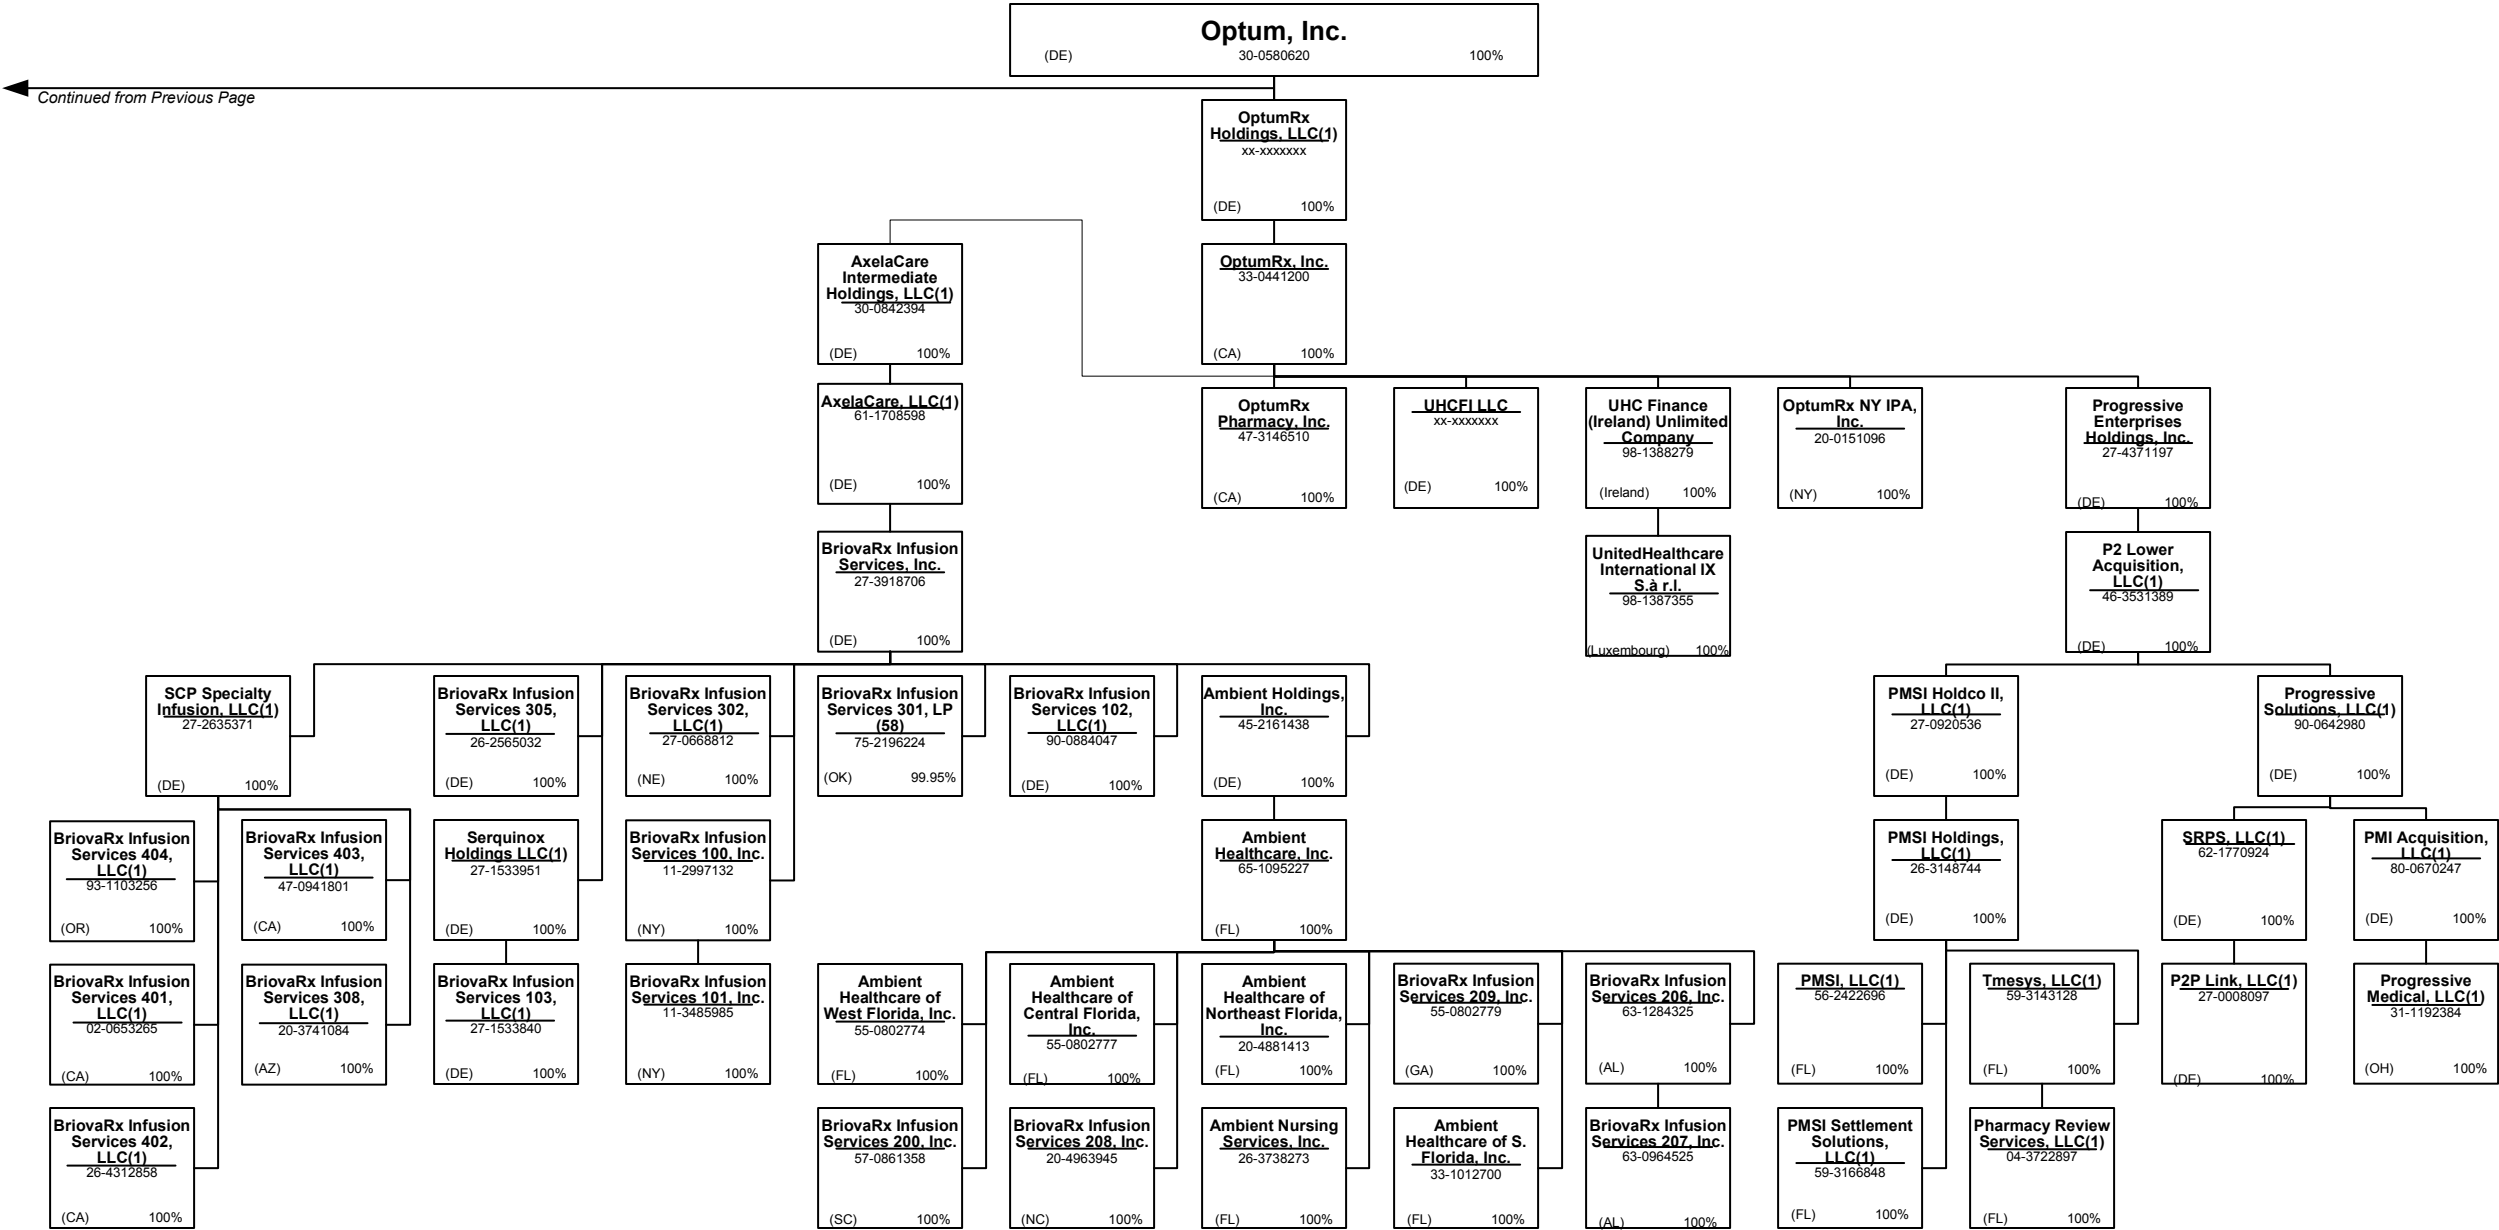 Optum, Inc.
(DE) 30-0580620 100%
Continued from Previous Page
OptumRx
Holdings, LLC(1)
xx-xxxxxxx
(DE) 100%
AxelaCare
Intermediate
Holdings, LLC(1)
30-0842394
(DE) 100%
OptumRx, Inc.
33-0441200
(CA) 100%
AxelaCare, LLC(1)
61-1708598
(DE) 100%
OptumRx
Pharmacy, Inc.
47-3146510
(CA) 100%
UHCFI LLC
xx-xxxxxxx
(DE) 100%
UHC Finance
(Ireland) Unlimited
Company
98-1388279
(Ireland) 100%
OptumRx NY IPA,
Inc.
20-0151096
(NY) 100%
Progressive
Enterprises
Holdings, Inc.
27-4371197
(DE) 100%
BriovaRx Infusion
Services, Inc.
27-3918706
(DE) 100%
UnitedHealthcare
International IX
S.à r.l.
98-1387355
(Luxembourg) 100%
P2 Lower
Acquisition,
LLC(1)
46-3531389
(DE) 100%
SCP Specialty
Infusion, LLC(1)
27-2635371
(DE) 100%
BriovaRx Infusion
Services 305,
LLC(1)
26-2565032
(DE) 100%
BriovaRx Infusion
Services 302,
LLC(1)
27-0668812
(NE) 100%
BriovaRx Infusion
Services 301, LP
(58)
75-2196224
(OK) 99.95%
BriovaRx Infusion
Services 102,
LLC(1)
90-0884047
(DE) 100%
Ambient Holdings,
Inc.
45-2161438
(DE) 100%
PMSI Holdco II,
LLC(1)
27-0920536
(DE) 100%
Progressive
Solutions, LLC(1)
90-0642980
(DE) 100%
BriovaRx Infusion
Services 404,
LLC(1)
93-1103256
(OR) 100%
BriovaRx Infusion
Services 403,
LLC(1)
47-0941801
(CA) 100%
Serquinox
Holdings LLC(1)
27-1533951
(DE) 100%
BriovaRx Infusion
Services 100, Inc.
11-2997132
(NY) 100%
Ambient
Healthcare, Inc.
65-1095227
(FL) 100%
PMSI Holdings,
LLC(1)
26-3148744
(DE) 100%
SRPS, LLC(1)
62-1770924
(DE) 100%
PMI Acquisition,
LLC(1)
80-0670247
(DE) 100%
BriovaRx Infusion
Services 401,
LLC(1)
02-0653265
(CA) 100%
BriovaRx Infusion
Services 308,
LLC(1)
20-3741084
(AZ) 100%
BriovaRx Infusion
Services 103,
LLC(1)
27-1533840
(DE) 100%
BriovaRx Infusion
Services 101, Inc.
11-3485985
(NY) 100%
Ambient
Healthcare of
West Florida, Inc.
55-0802774
(FL) 100%
Ambient
Healthcare of
Central Florida,
Inc.
55-0802777
(FL) 100%
Ambient
Healthcare of
Northeast Florida,
Inc.
20-4881413
(FL) 100%
BriovaRx Infusion
Services 209, Inc.
55-0802779
(GA) 100%
BriovaRx Infusion
Services 206, Inc.
63-1284325
(AL) 100%
PMSI, LLC(1)
56-2422696
(FL) 100%
Tmesys, LLC(1)
59-3143128
(FL) 100%
P2P Link, LLC(1)
27-0008097
(DE) 100%
Progressive
Medical, LLC(1)
31-1192384
(OH) 100%
BriovaRx Infusion
Services 402,
LLC(1)
26-4312858
(CA) 100%
BriovaRx Infusion
Services 200, Inc.
57-0861358
(SC) 100%
BriovaRx Infusion
Services 208, Inc.
20-4963945
(NC) 100%
Ambient Nursing
Services, Inc.
26-3738273
(FL) 100%
Ambient
Healthcare of S.
Florida, Inc.
33-1012700
(FL) 100%
BriovaRx Infusion
Services 207, Inc.
63-0964525
(AL) 100%
PMSI Settlement
Solutions,
LLC(1)
59-3166848
(FL) 100%
Pharmacy Review
Services, LLC(1)
04-3722897
(FL) 100%